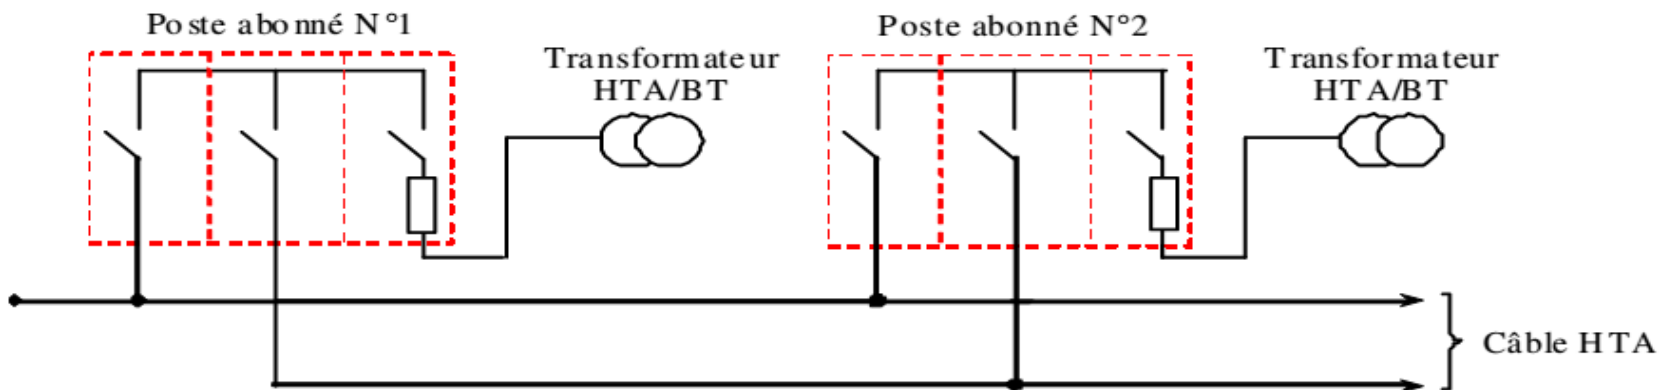 Poste abonné N°1
Poste abonné N°2
Transformateur
HTA/BT
Transformateur
HTA/BT
Câble HTA